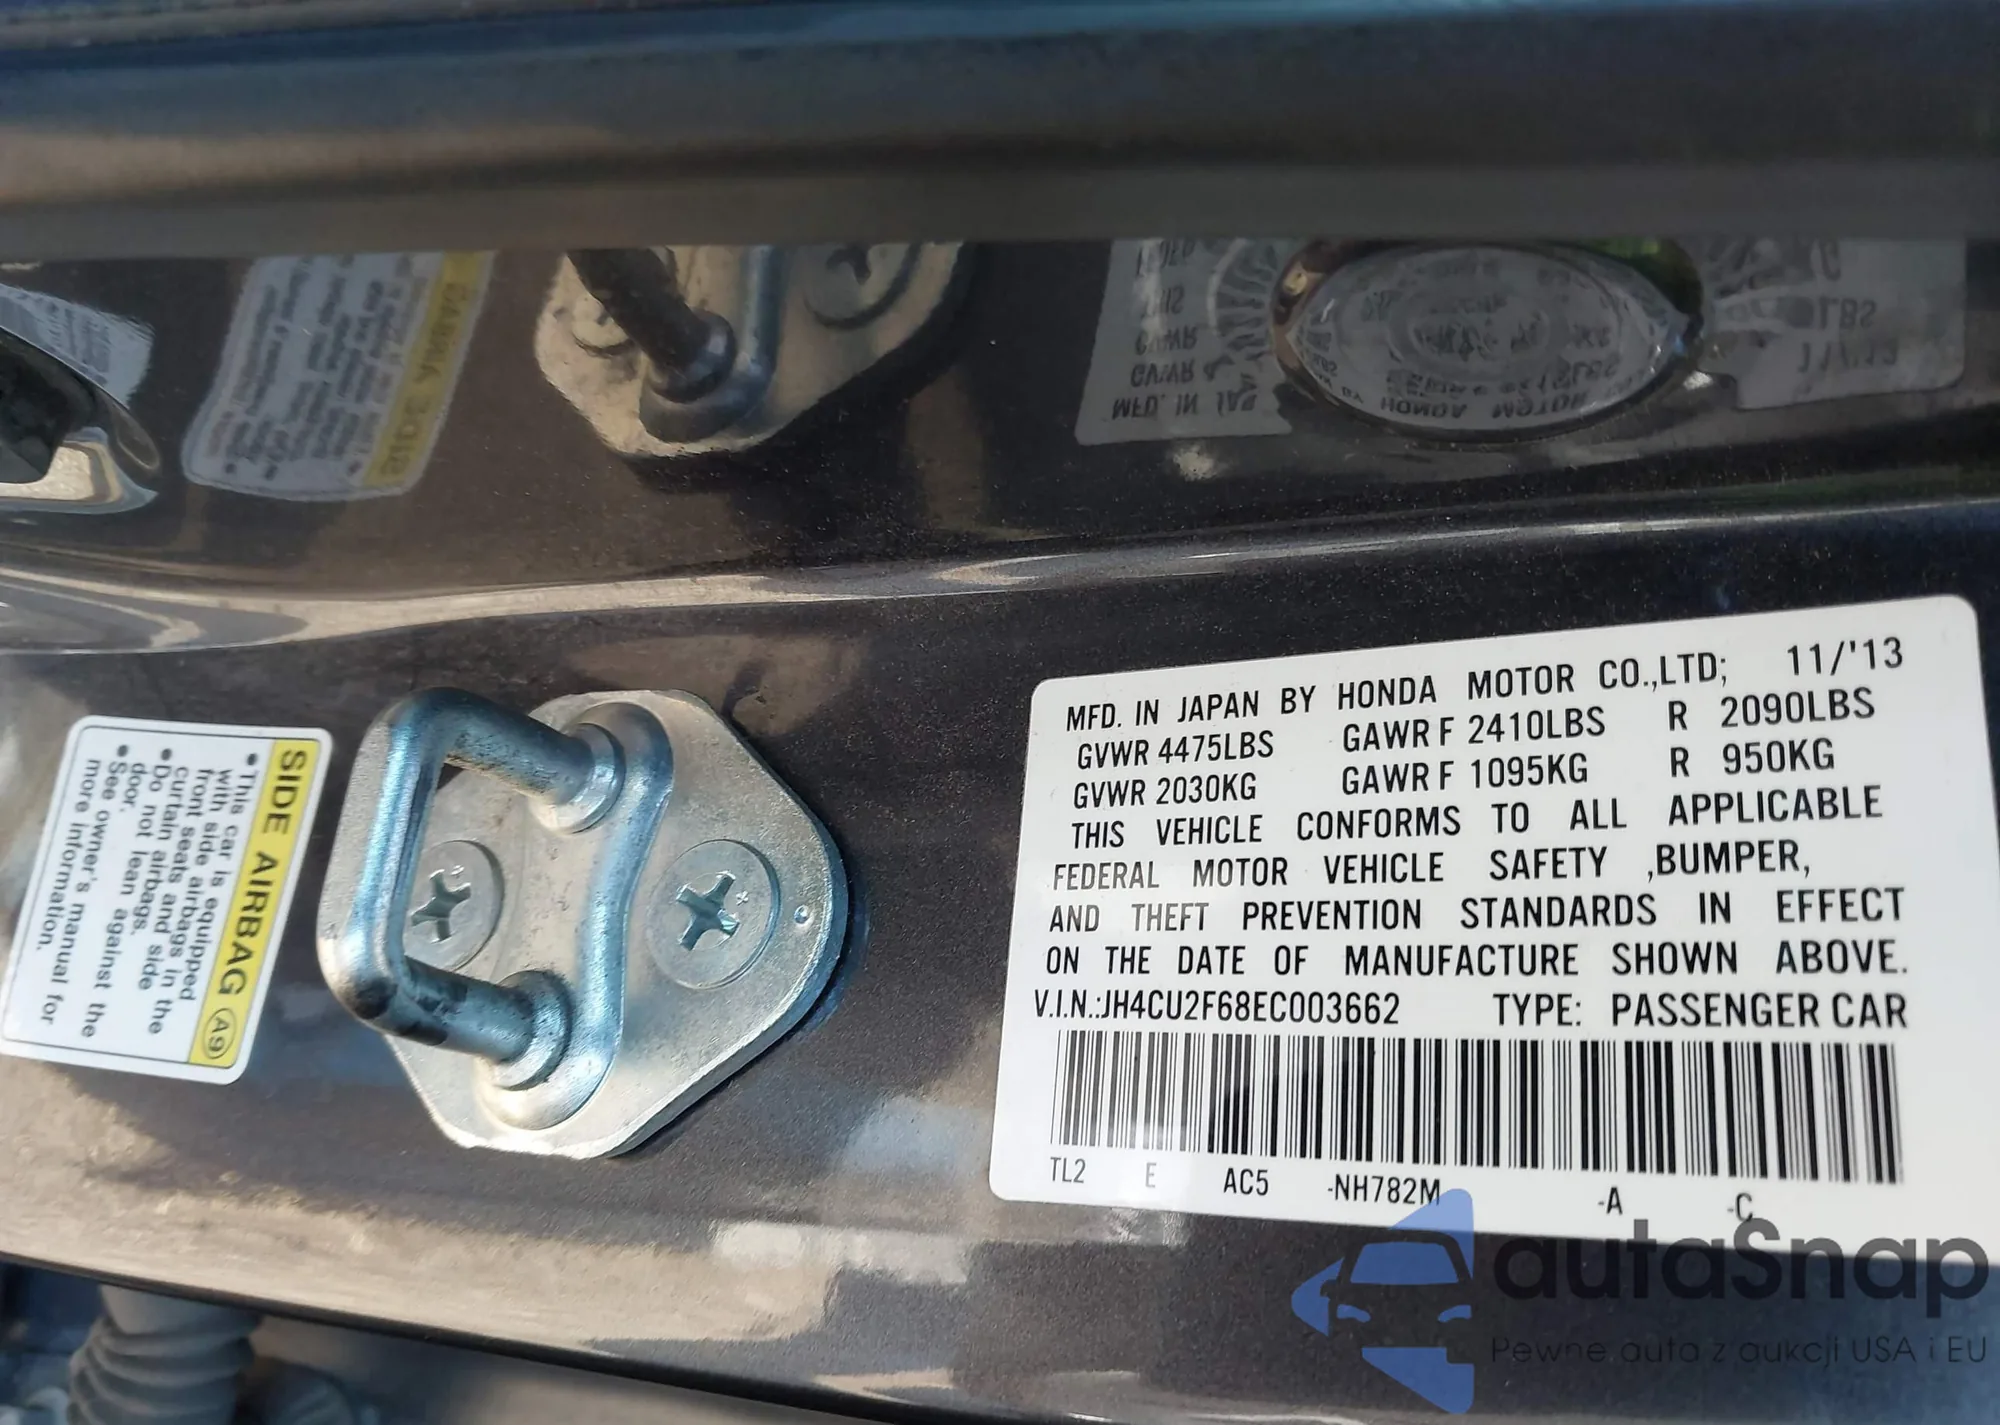 MFD. IN JAPAN BY HONDA MOTOR CO.,LTD; 11/'13
GVWR 4475LBS GAWR F 2410LBS R 2090LBS
GVWR 2030KG GAWR F 1095KG R 950KG
THIS VEHICLE CONFORMS TO ALL APPLICABLE
FEDERAL MOTOR VEHICLE SAFETY ,BUMPER,
AND THEFT PREVENTION STANDARDS IN EFFECT
ON THE DATE OF MANUFACTURE SHOWN ABOVE.
V.I.N.:JH4CU2F68EC003662 TYPE: PASSENGER CAR
TL2 E AC5 -NH782M -A -C
SIDE AIRBAG A9
• This car is equipped
with side airbags in the
front seats and side
curtain airbags.
• Do not lean against the
door.
• See owner's manual for
more information.
autaSnap
Pewne auta z aukcji USA i EU